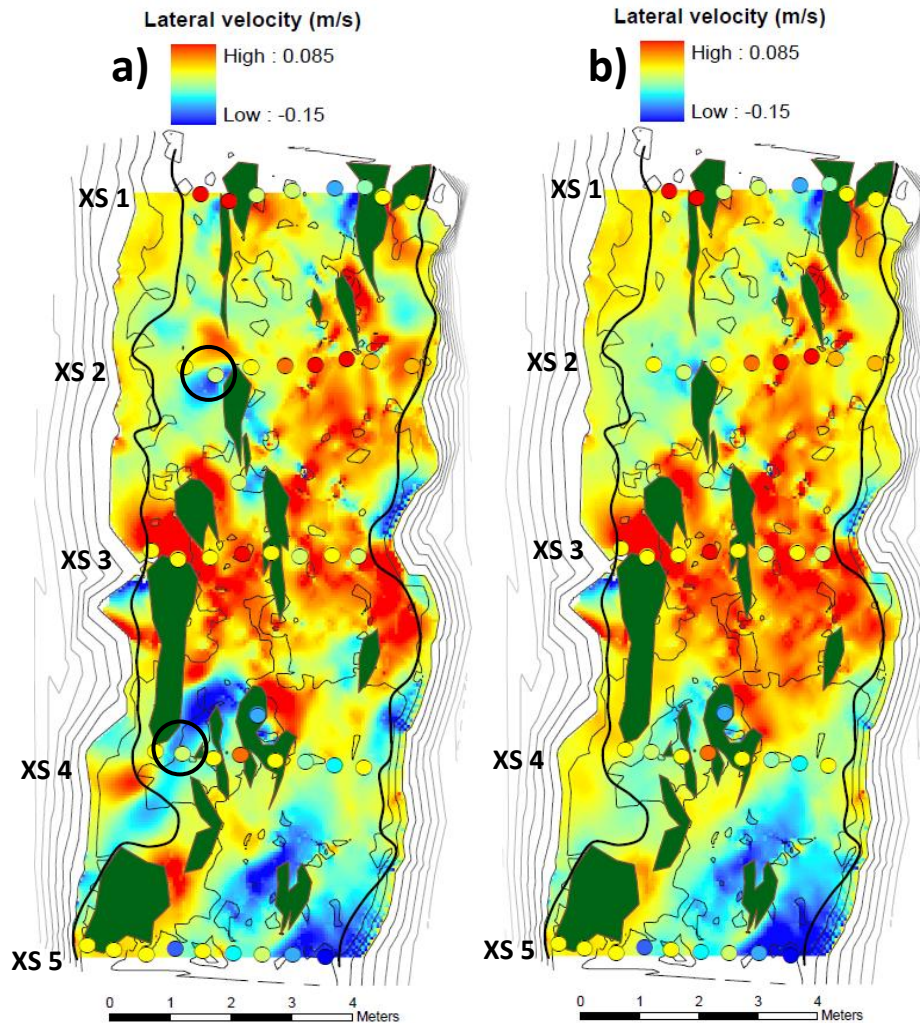 Lateral velocity (m/s)
a)
High : 0.085
Low : -0.15
XS 1
XS 2
XS 3
XS 4
XS 5
0 1 2 3 4
Meters
Lateral velocity (m/s)
b)
High : 0.085
Low : -0.15
XS 1
XS 2
XS 3
XS 4
XS 5
0 1 2 3 4
Meters